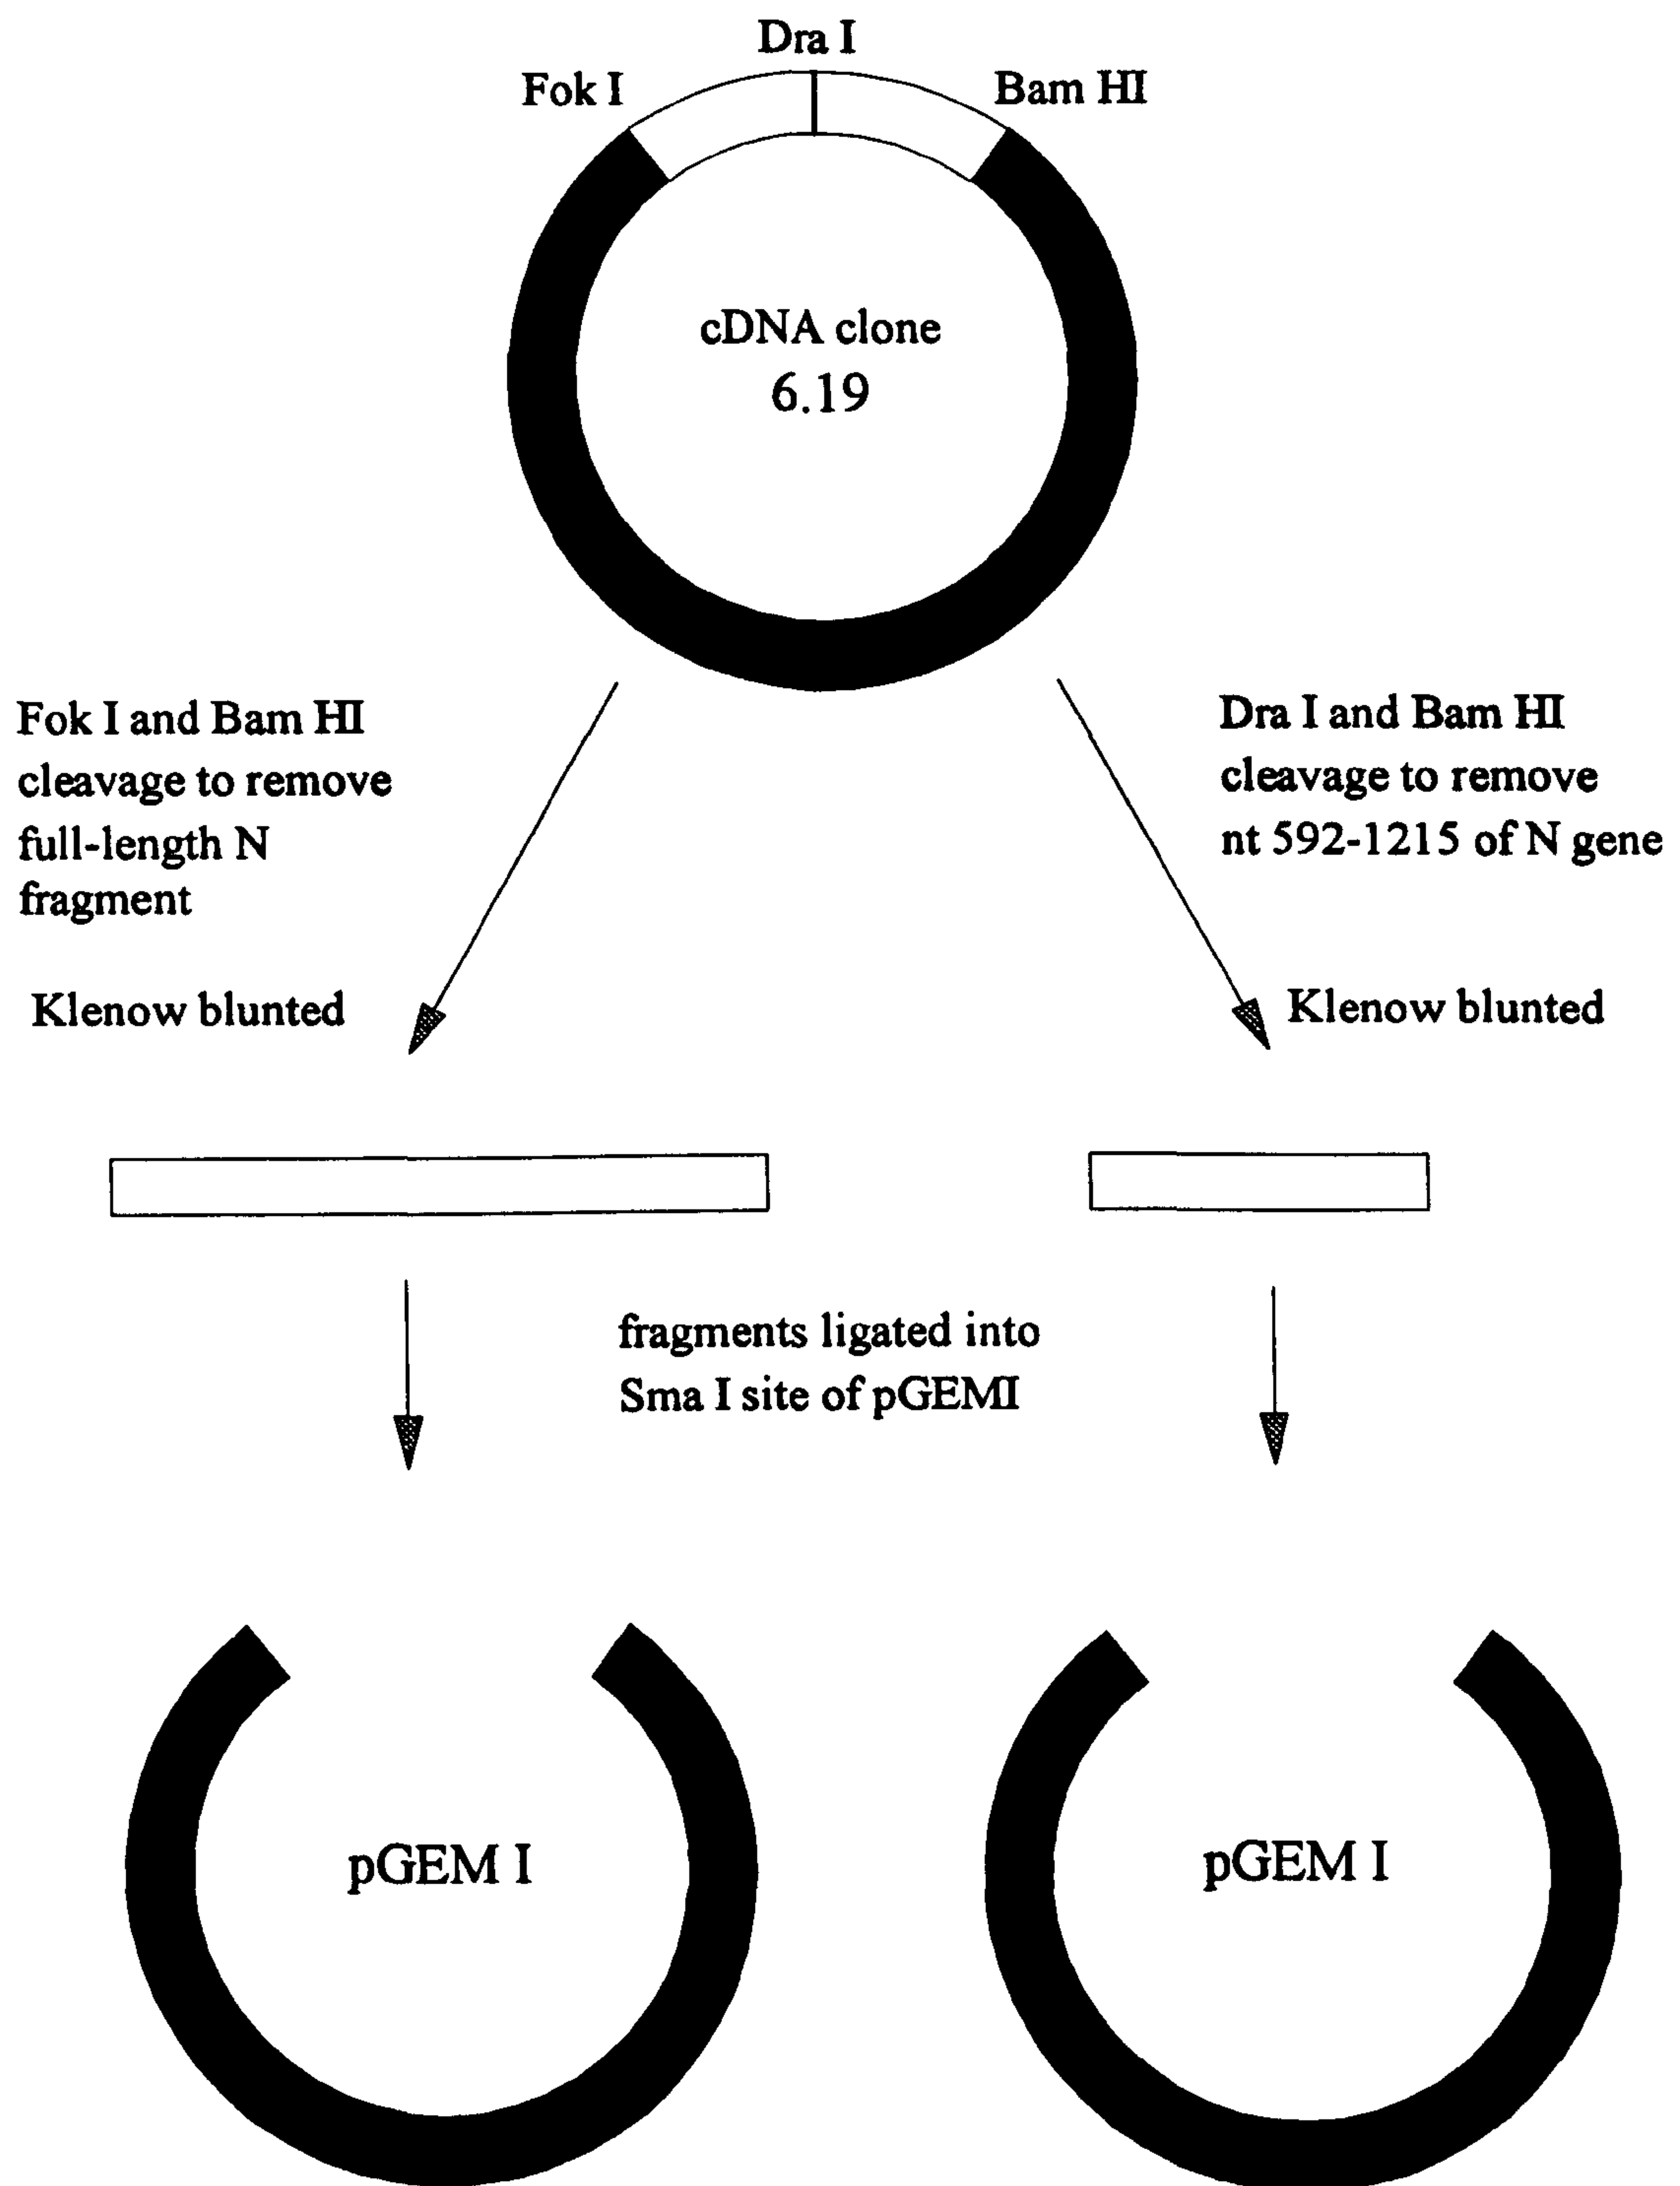 Dra I
Fok I
Bam HI
cDNA clone
6.19
Fok I and Bam HI
cleavage to remove
full-length N
fragment
Dra I and Bam HI
cleavage to remove
nt 592-1215 of N gene
Klenow blunted
Klenow blunted
fragments ligated into
Sma I site of pGEMI
pGEM I
pGEM I